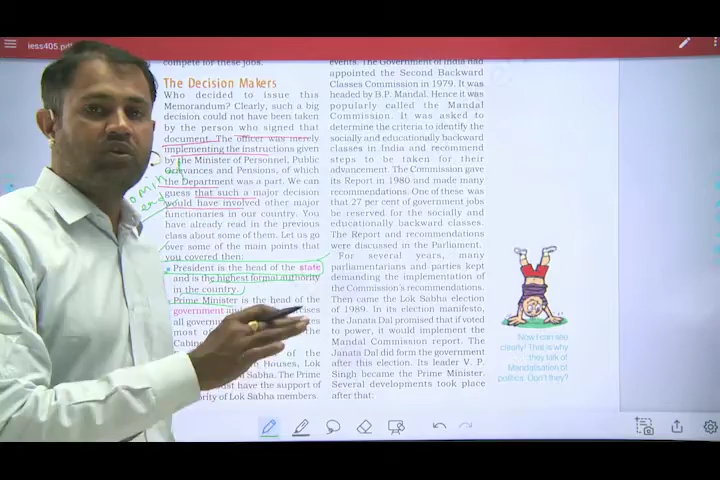 iess405.pdf
compete for these jobs.
The Decision Makers
Who decided to issue this
Memorandum? Clearly, such a big
decision could not have been taken
by the person who signed that
document. The officer was merely
implementing the instructions given
by the Minister of Personnel, Public
Grievances and Pensions, of which
the Department was a part. We can
guess that such a major decision
would have involved other major
functionaries in our country. You
have already read in the previous
class about some of them. Let us go
over some of the main points that
you covered then:
President is the head of the state
and is the highest formal authority
in the country.
Prime Minister is the head of the
government
all
most
The
Cabin
of the
Houses, Lok
Sabha. The Prime
have the support of
of Lok Sabha members.
events. The Government of India had
appointed the Second Backward
Classes Commission in 1979. It was
headed by B.P. Mandal. Hence it was
popularly called the Mandal
Commission. It was asked to
determine the criteria to identify the
socially and educationally backward
classes in India and recommend
steps to be taken for their
advancement. The Commission gave
its Report in 1980 and made many
recommendations. One of these was
that 27 per cent of government jobs
be reserved for the socially and
educationally backward classes.
The Report and recommendations
were discussed in the Parliament.
For several years, many
parliamentarians and parties kept
demanding the implementation of
the Commission's recommendations.
Then came the Lok Sabha election
of 1989. In its election manifesto,
the Janata Dal promised that if voted
to power, it would implement the
Mandal Commission report. The
Janata Dal did form the government
after this election. Its leader V. P.
Singh became the Prime Minister.
Several developments took place
after that:
Now I can see
clearly! That is why
they talk of
Mandalisation of
politics. Don't they?